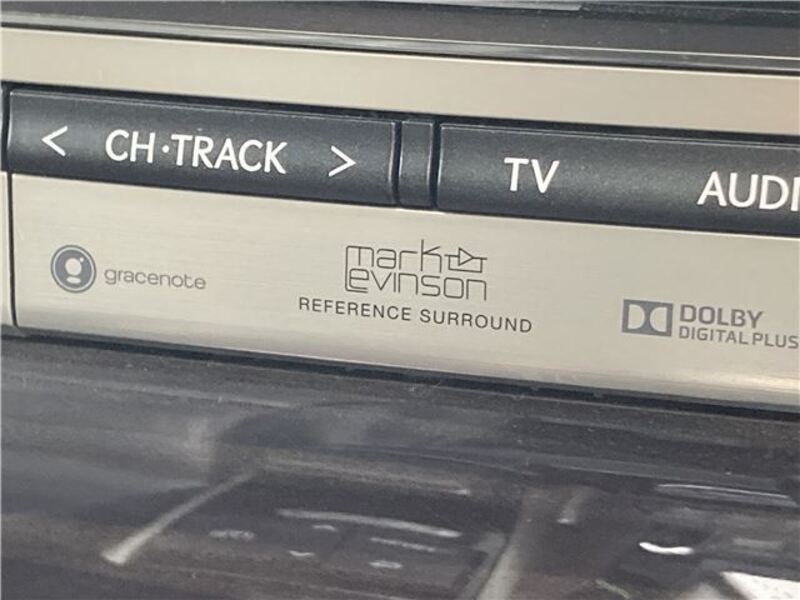 < CH·TRACK >
TV
AUDI
gracenote
mark
levinson
REFERENCE SURROUND
DOLBY
DIGITAL PLUS